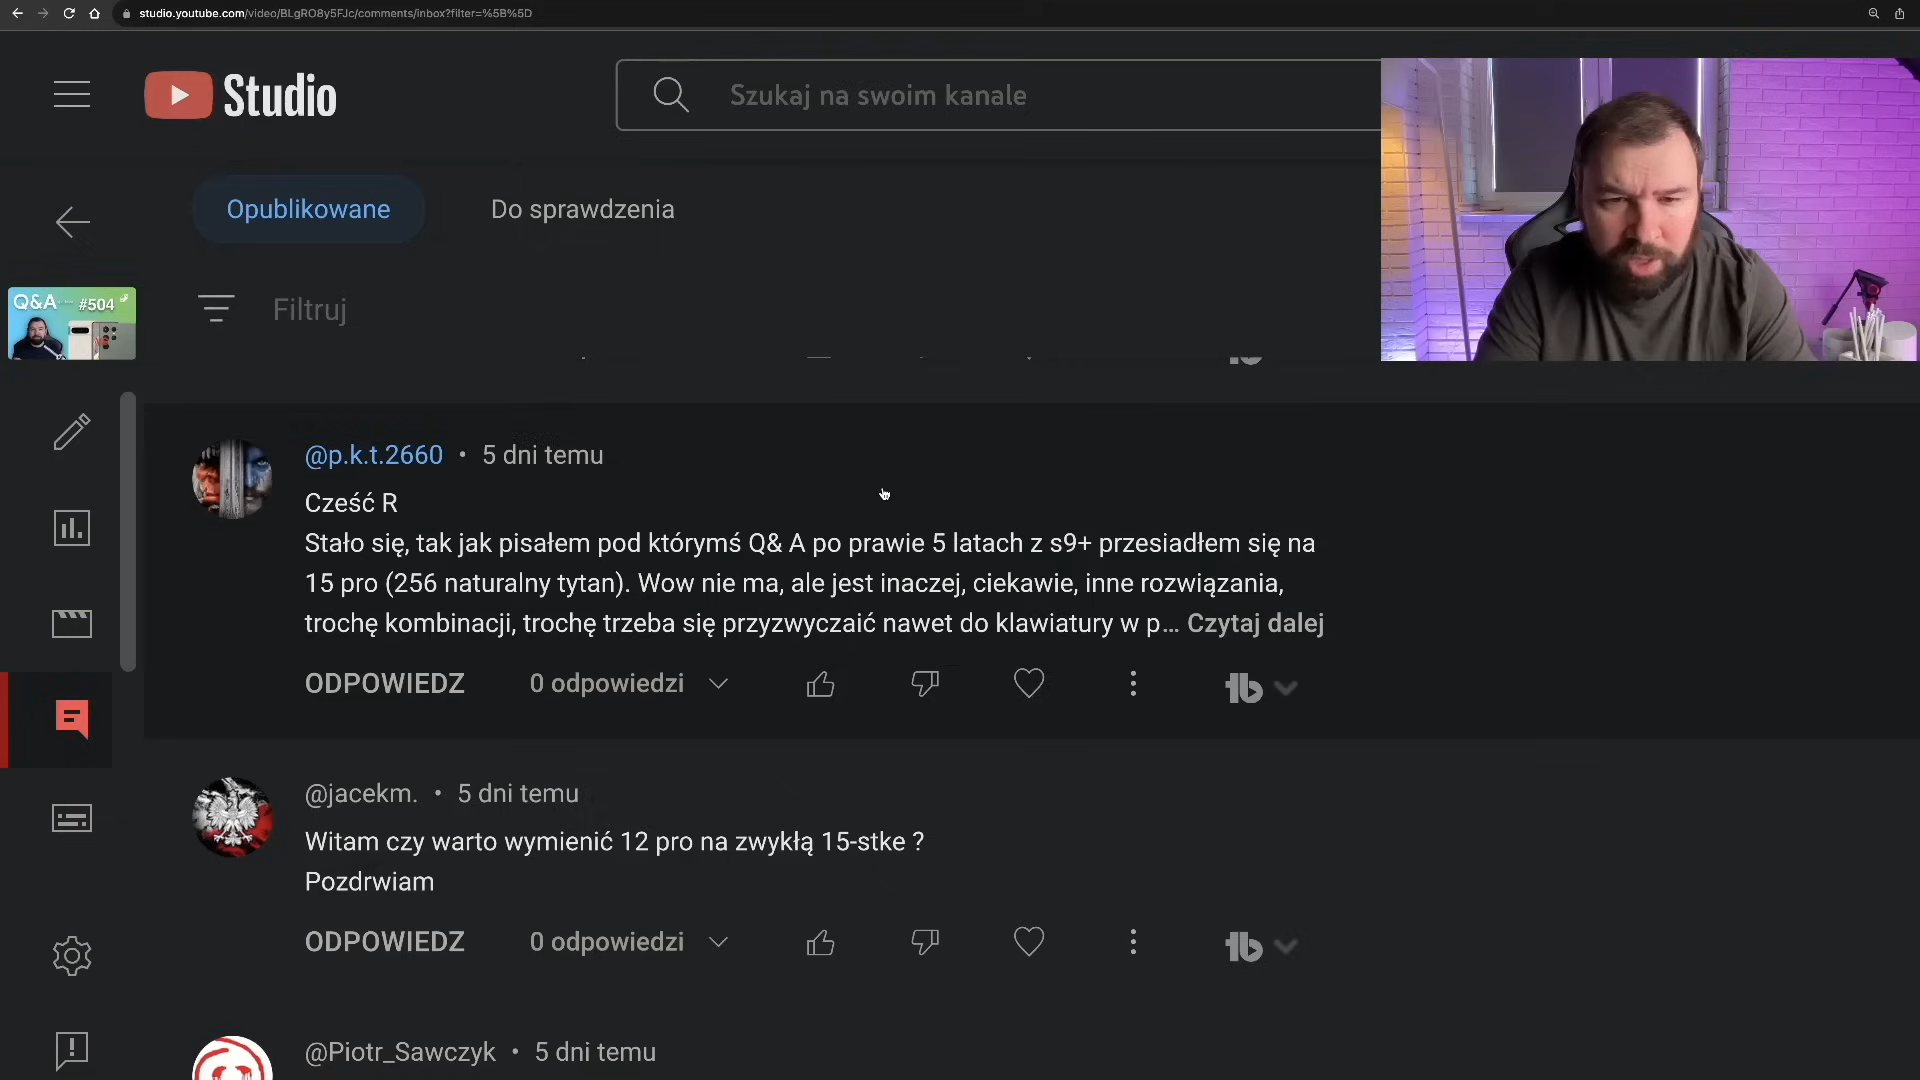 studio.youtube.com/video/BLgRO8y5FJc/comments/inbox?filter=%5B%5D
Studio
Szukaj na swoim kanale
Opublikowane
Do sprawdzenia
Q&A
#504
Filtruj
@p.k.t.2660 • 5 dni temu
Cześć R
Stało się, tak jak pisałem pod którymś Q& A po prawie 5 latach z s9+ przesiadłem się na
15 pro (256 naturalny tytan). Wow nie ma, ale jest inaczej, ciekawie, inne rozwiązania,
trochę kombinacji, trochę trzeba się przyzwyczaić nawet do klawiatury w p... Czytaj dalej
ODPOWIEDZ 0 odpowiedzi
@jacekm. • 5 dni temu
Witam czy warto wymienić 12 pro na zwykłą 15-stke ?
Pozdrwiam
ODPOWIEDZ 0 odpowiedzi
@Piotr_Sawczyk • 5 dni temu